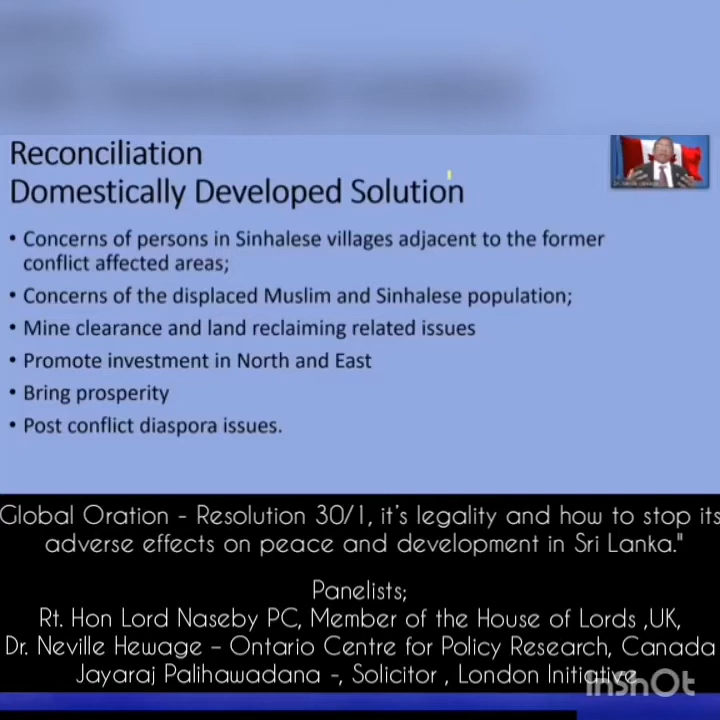 Reconciliation
Domestically Developed Solution
• Concerns of persons in Sinhalese villages adjacent to the former
conflict affected areas;
• Concerns of the displaced Muslim and Sinhalese population;
• Mine clearance and land reclaiming related issues
• Promote investment in North and East
• Bring prosperity
• Post conflict diaspora issues.
Global Oration - Resolution 30/1, it's legality and how to stop its
adverse effects on peace and development in Sri Lanka."
Panelists;
Rt. Hon Lord Naseby PC, Member of the House of Lords ,UK,
Dr. Neville Hewage – Ontario Centre for Policy Research, Canada
Jayaraj Palihawadana -, Solicitor , London Initiative
InShOt